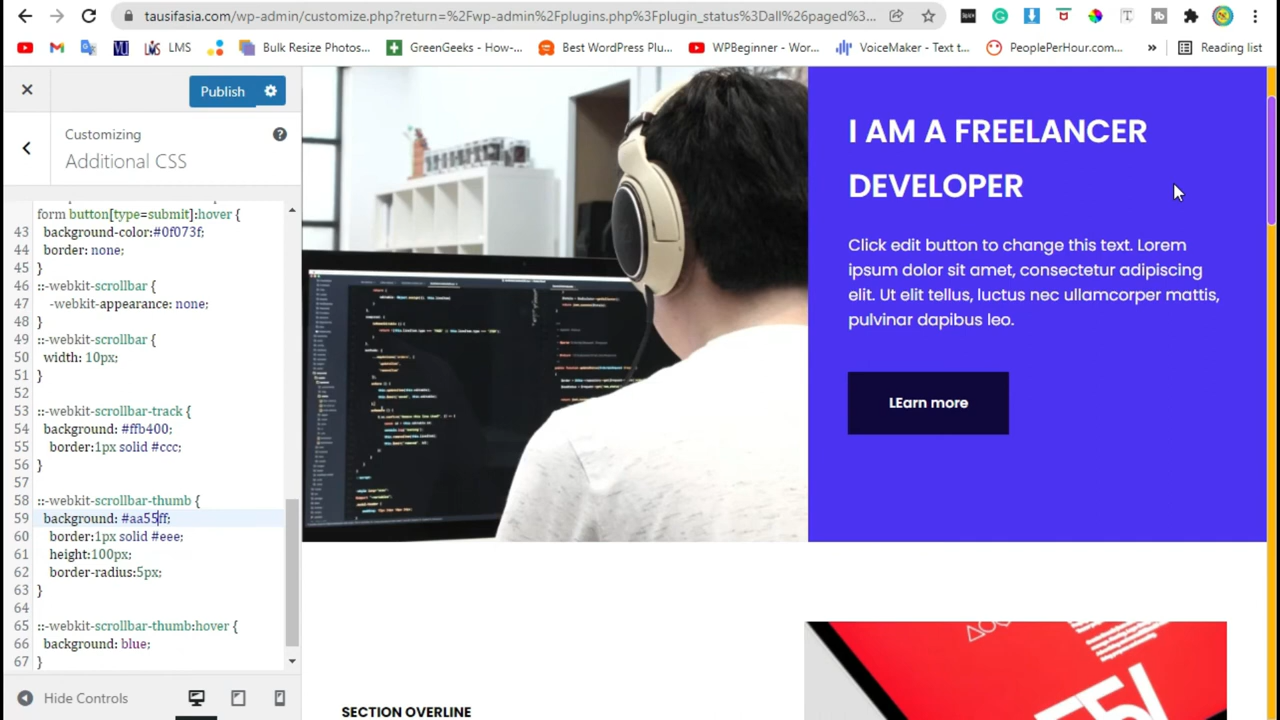 tausifasia.com/wp-admin/customize.php?return=%2Fwp-admin%2Fplugins.php%3Fplugin_status%3Dall%26paged%3...
LMS
Bulk Resize Photos...
GreenGeeks - How-...
Best WordPress Plu...
WPBeginner - Wor...
VoiceMaker - Text t...
PeoplePerHour.com...
»
Reading list
Publish
Customizing
Additional CSS
form button[type=submit]:hover {
43 background-color:#0f073f;
44 border: none;
45 }
46 ::-webkit-scrollbar {
47 -webkit-appearance: none;
48 }
49 ::-webkit-scrollbar {
50 width: 10px;
51 }
52
53 ::-webkit-scrollbar-track {
54
55 border:1px solid #ccc;
56 }
57
58 ::-webkit-scrollbar-thumb {
59
60 border:1px solid #eee;
61 height:100px;
62 border-radius:5px;
63 }
64
65 ::-webkit-scrollbar-thumb:hover {
66 background: blue;
67 }
Hide Controls
I AM A FREELANCER
DEVELOPER
Click edit button to change this text. Lorem
ipsum dolor sit amet, consectetur adipiscing
elit. Ut elit tellus, luctus nec ullamcorper mattis,
pulvinar dapibus leo.
LEarn more
SECTION OVERLINE